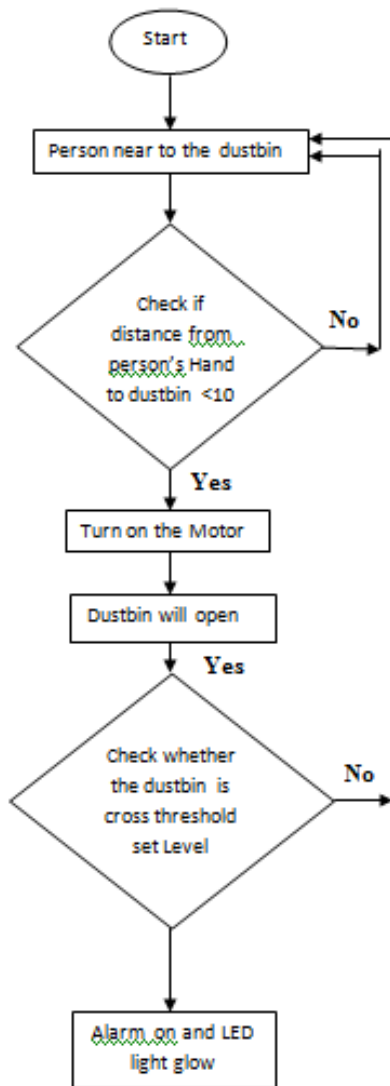 Start
Person near to the dustbin
Check if
distance from
person's Hand
to dustbin <10
No
Yes
Turn on the Motor
Dustbin will open
Yes
Check whether
the dustbin is
cross threshold
set Level
No
Alarm on and LED
light glow